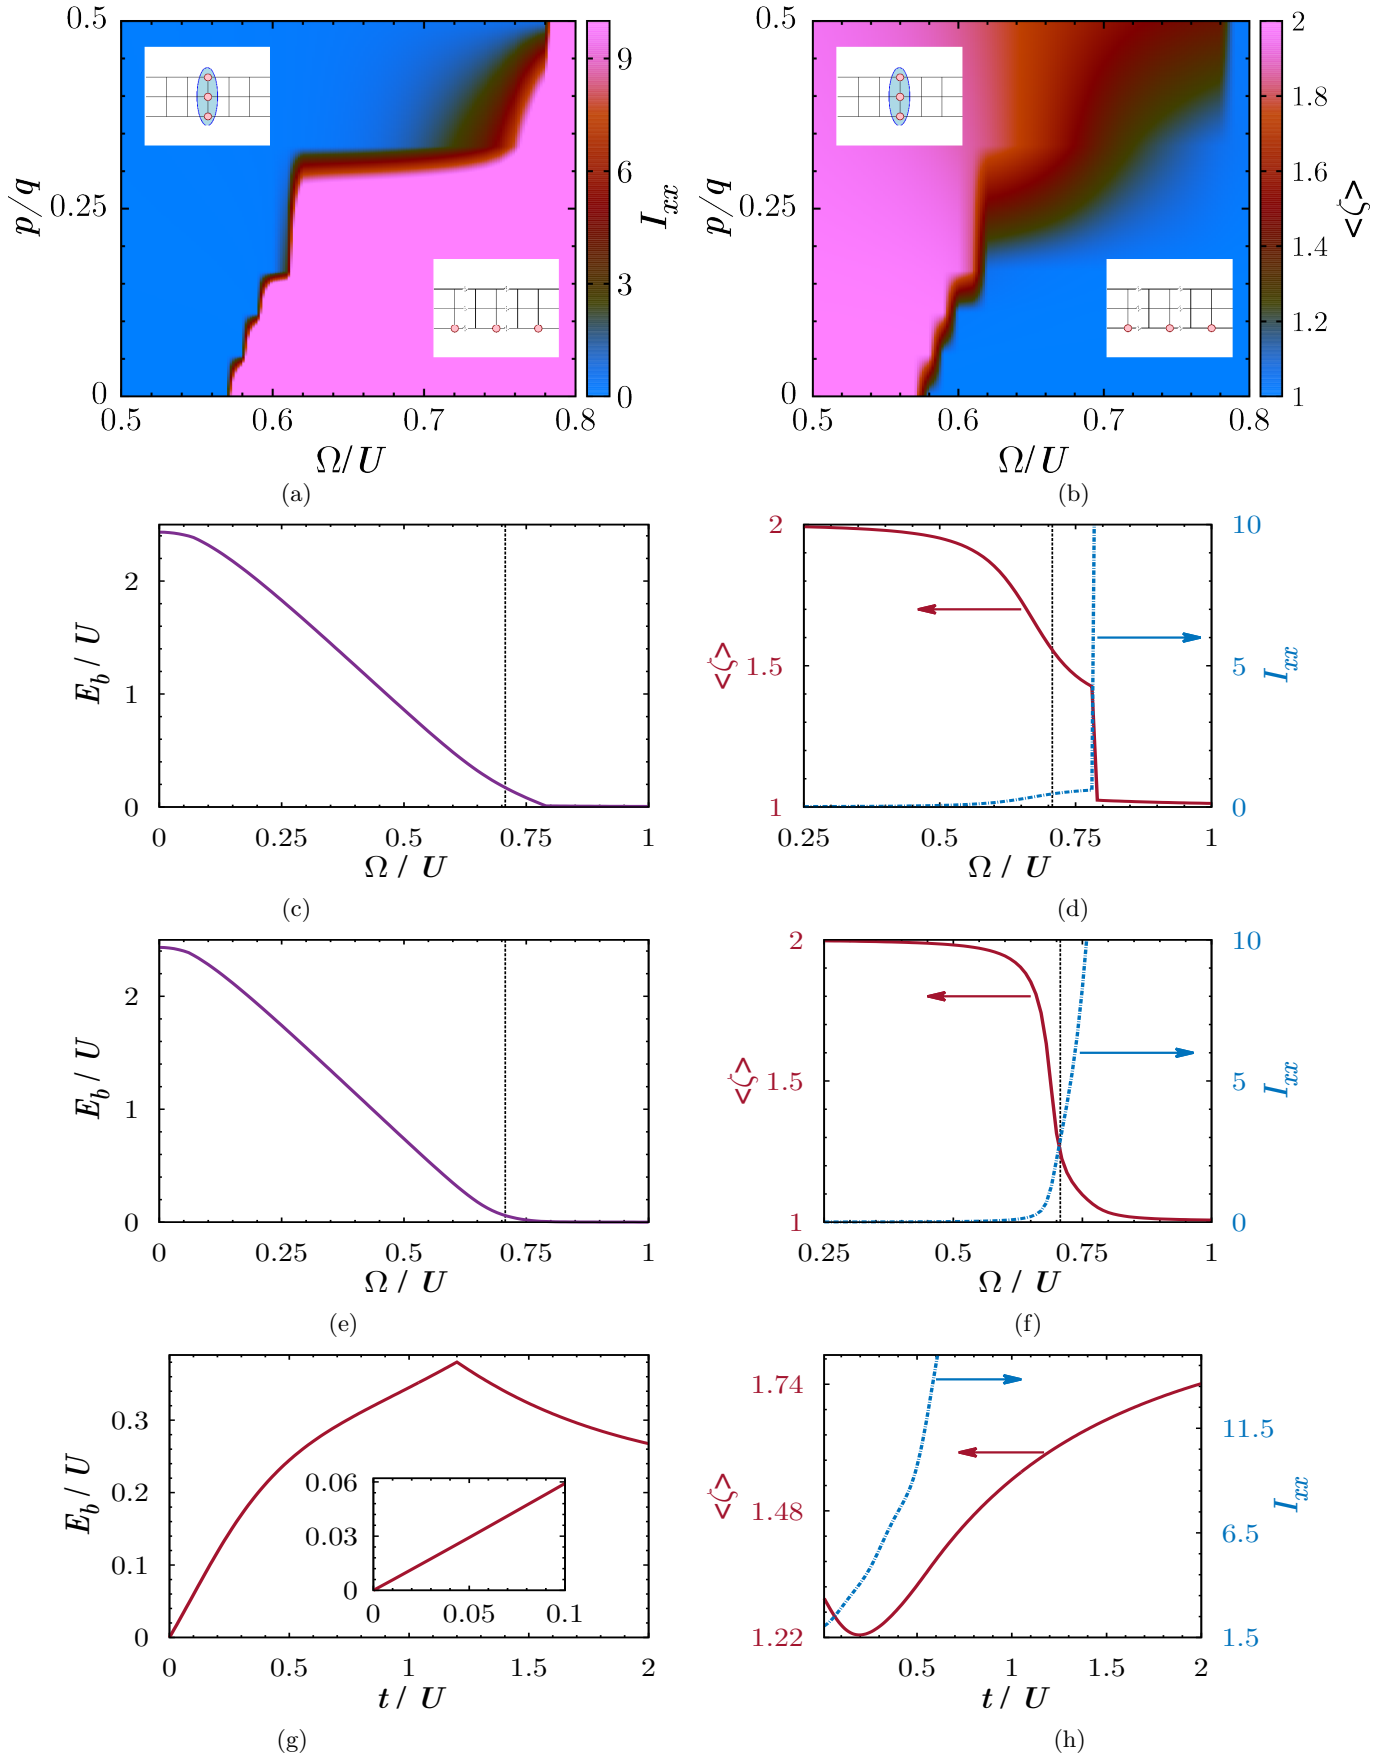 0.5
0.25
0
p/q
0.5 0.6 0.7 0.8
Ω/U
9
6
3
0
I_xx
(a)
0.5
0.25
0
p/q
0.5 0.6 0.7 0.8
Ω/U
2
1.8
1.6
1.4
1.2
1
<ζ>
(b)
2
1
0
E_b / U
0 0.25 0.5 0.75 1
Ω / U
(c)
2
1.5
1
<ζ>
10
5
0
I_xx
0.25 0.5 0.75 1
Ω / U
(d)
2
1
0
E_b / U
0 0.25 0.5 0.75 1
Ω / U
(e)
2
1.5
1
<ζ>
10
5
0
I_xx
0.25 0.5 0.75 1
Ω / U
(f)
0.3
0.2
0.1
0
E_b / U
0.06
0.03
0
0 0.05 0.1
0 0.5 1 1.5 2
t / U
(g)
1.74
1.48
1.22
<ζ>
11.5
6.5
1.5
I_xx
0.5 1 1.5 2
t / U
(h)